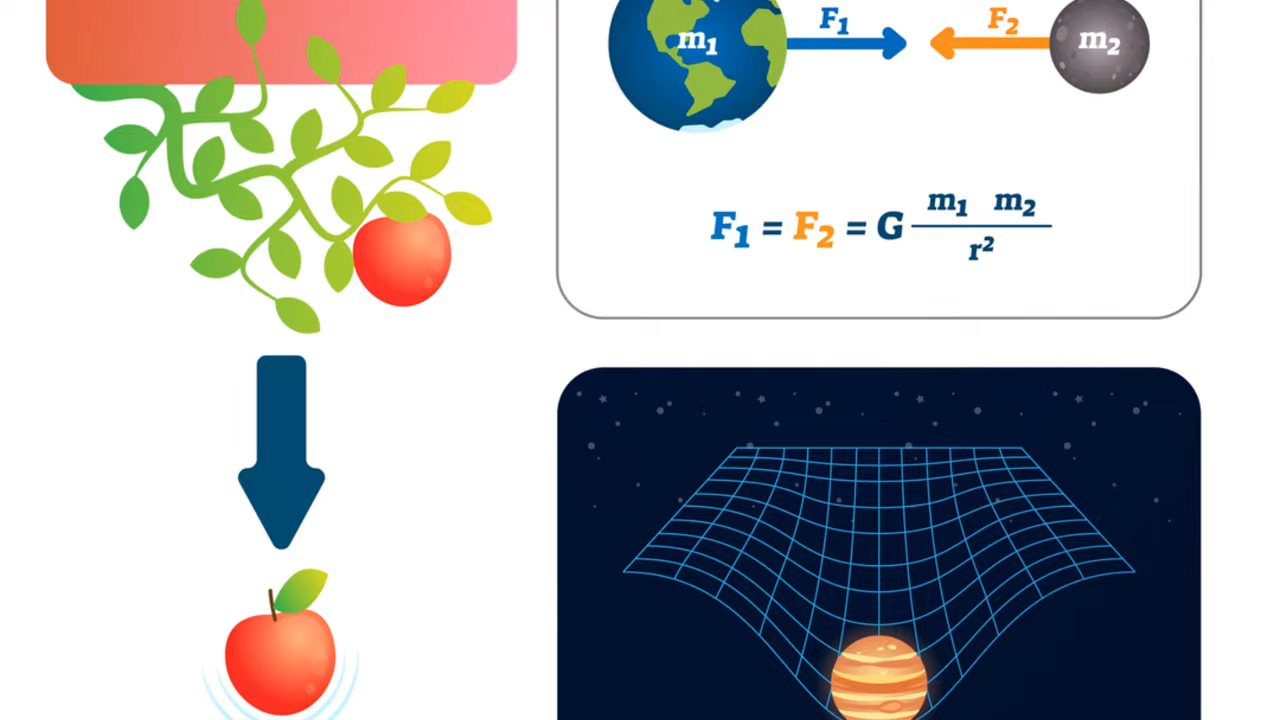 F₁ F₂
m₁ m₂
F₁ = F₂ = G m₁ m₂
r²